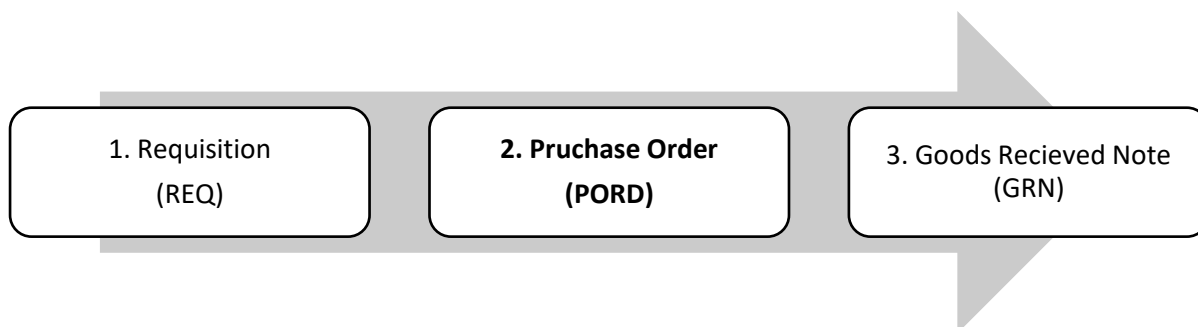 1. Requisition
(REQ)
2. Pruchase Order
(PORD)
3. Goods Recieved Note
(GRN)